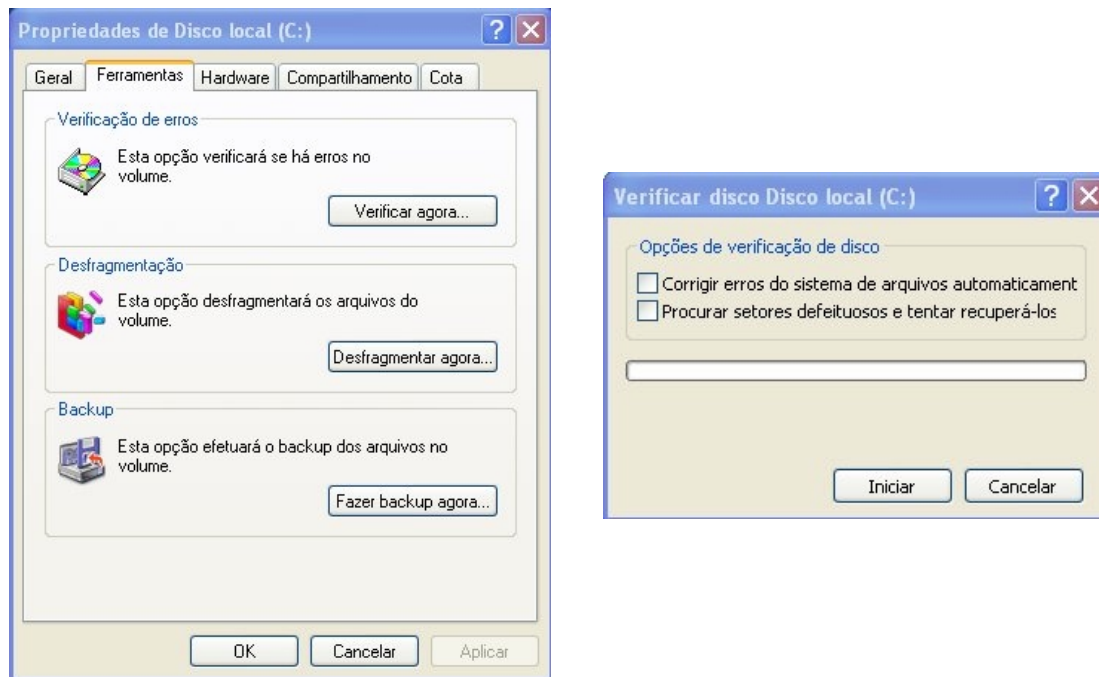 Propriedades de Disco local (C:)
Geral Ferramentas Hardware Compartilhamento Cota
Verificação de erros
Esta opção verificará se há erros no
volume.
Verificar agora...
Desfragmentação
Esta opção desfragmentará os arquivos do
volume.
Desfragmentar agora...
Backup
Esta opção efetuará o backup dos arquivos no
volume.
Fazer backup agora...
OK Cancelar Aplicar
Verificar disco Disco local (C:)
Opções de verificação de disco
Corrigir erros do sistema de arquivos automaticament
Procurar setores defeituosos e tentar recuperá-los
Iniciar Cancelar